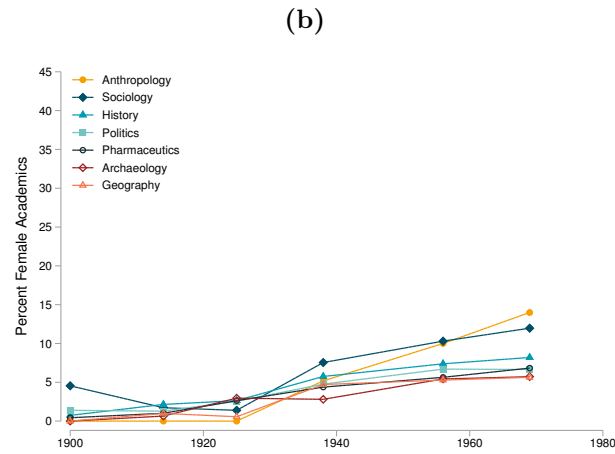 (b)
Percent Female Academics
45
40
35
30
25
20
15
10
5
0
Anthropology
Sociology
History
Politics
Pharmaceutics
Archaeology
Geography
1900 1920 1940 1960 1980